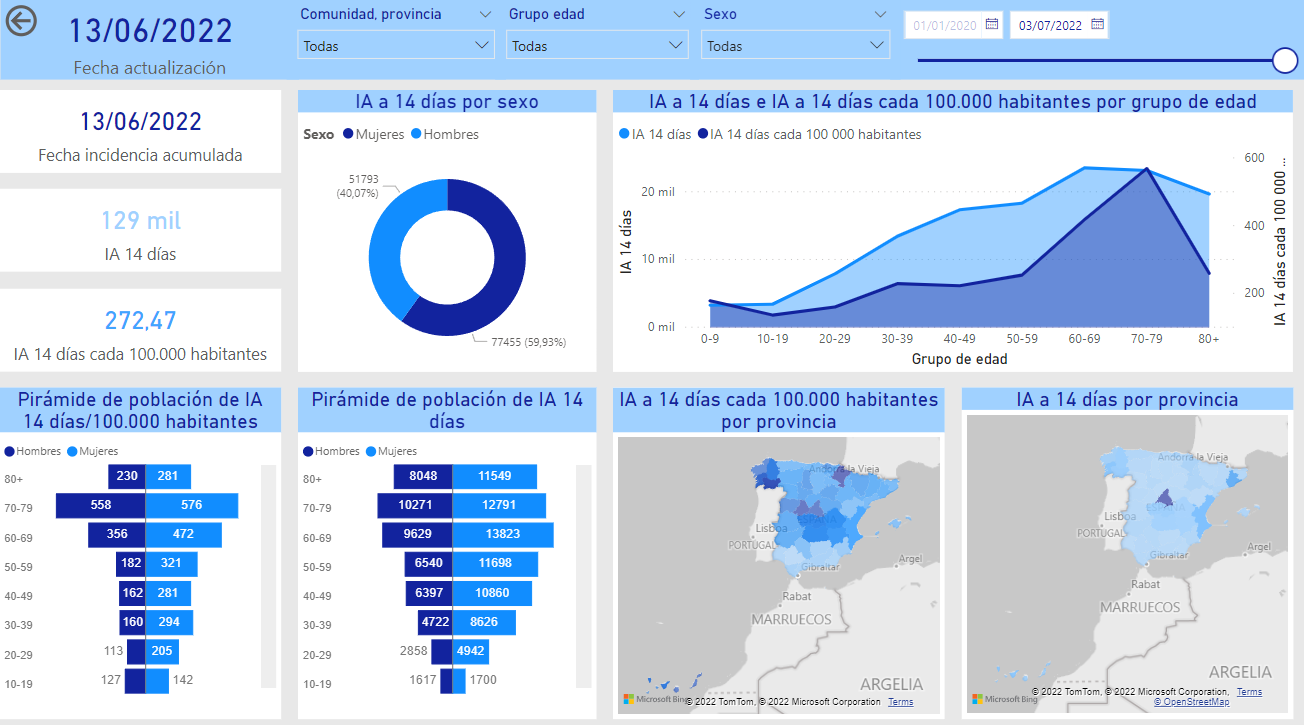 13/06/2022
Fecha actualización
Comunidad, provincia
Todas
Grupo edad
Todas
Sexo
Todas
01/01/2020
03/07/2022
13/06/2022
Fecha incidencia acumulada
129 mil
IA 14 días
272,47
IA 14 días cada 100.000 habitantes
IA a 14 días por sexo
Sexo Mujeres Hombres
51793
(40,07%)
77455 (59,93%)
IA a 14 días e IA a 14 días cada 100.000 habitantes por grupo de edad
IA 14 días IA 14 días cada 100 000 habitantes
IA 14 días
20 mil
10 mil
0 mil
600
400
200
IA 14 días cada 100 000 ...
0-9 10-19 20-29 30-39 40-49 50-59 60-69 70-79 80+
Grupo de edad
Pirámide de población de IA
14 días/100.000 habitantes
Hombres Mujeres
80+ 230 281
70-79 558 576
60-69 356 472
50-59 182 321
40-49 162 281
30-39 160 294
20-29 113 205
10-19 127 142
Pirámide de población de IA 14
días
Hombres Mujeres
80+ 8048 11549
70-79 10271 12791
60-69 9629 13823
50-59 6540 11698
40-49 6397 10860
30-39 4722 8626
20-29 2858 4942
10-19 1617 1700
IA a 14 días cada 100.000 habitantes
por provincia
Andorra la Vieja
ESPAÑA
Lisboa
PORTUGAL
Gibraltar
Argel
Rabat
MARRUECOS
ARGELIA
Microsoft Bing
© 2022 TomTom, © 2022 Microsoft Corporation Terms
IA a 14 días por provincia
Andorra la Vieja
ESPAÑA
Lisboa
PORTUGAL
Gibraltar
Argel
Rabat
MARRUECOS
ARGELIA
Microsoft Bing
© 2022 TomTom, © 2022 Microsoft Corporation, Terms
© OpenStreetMap